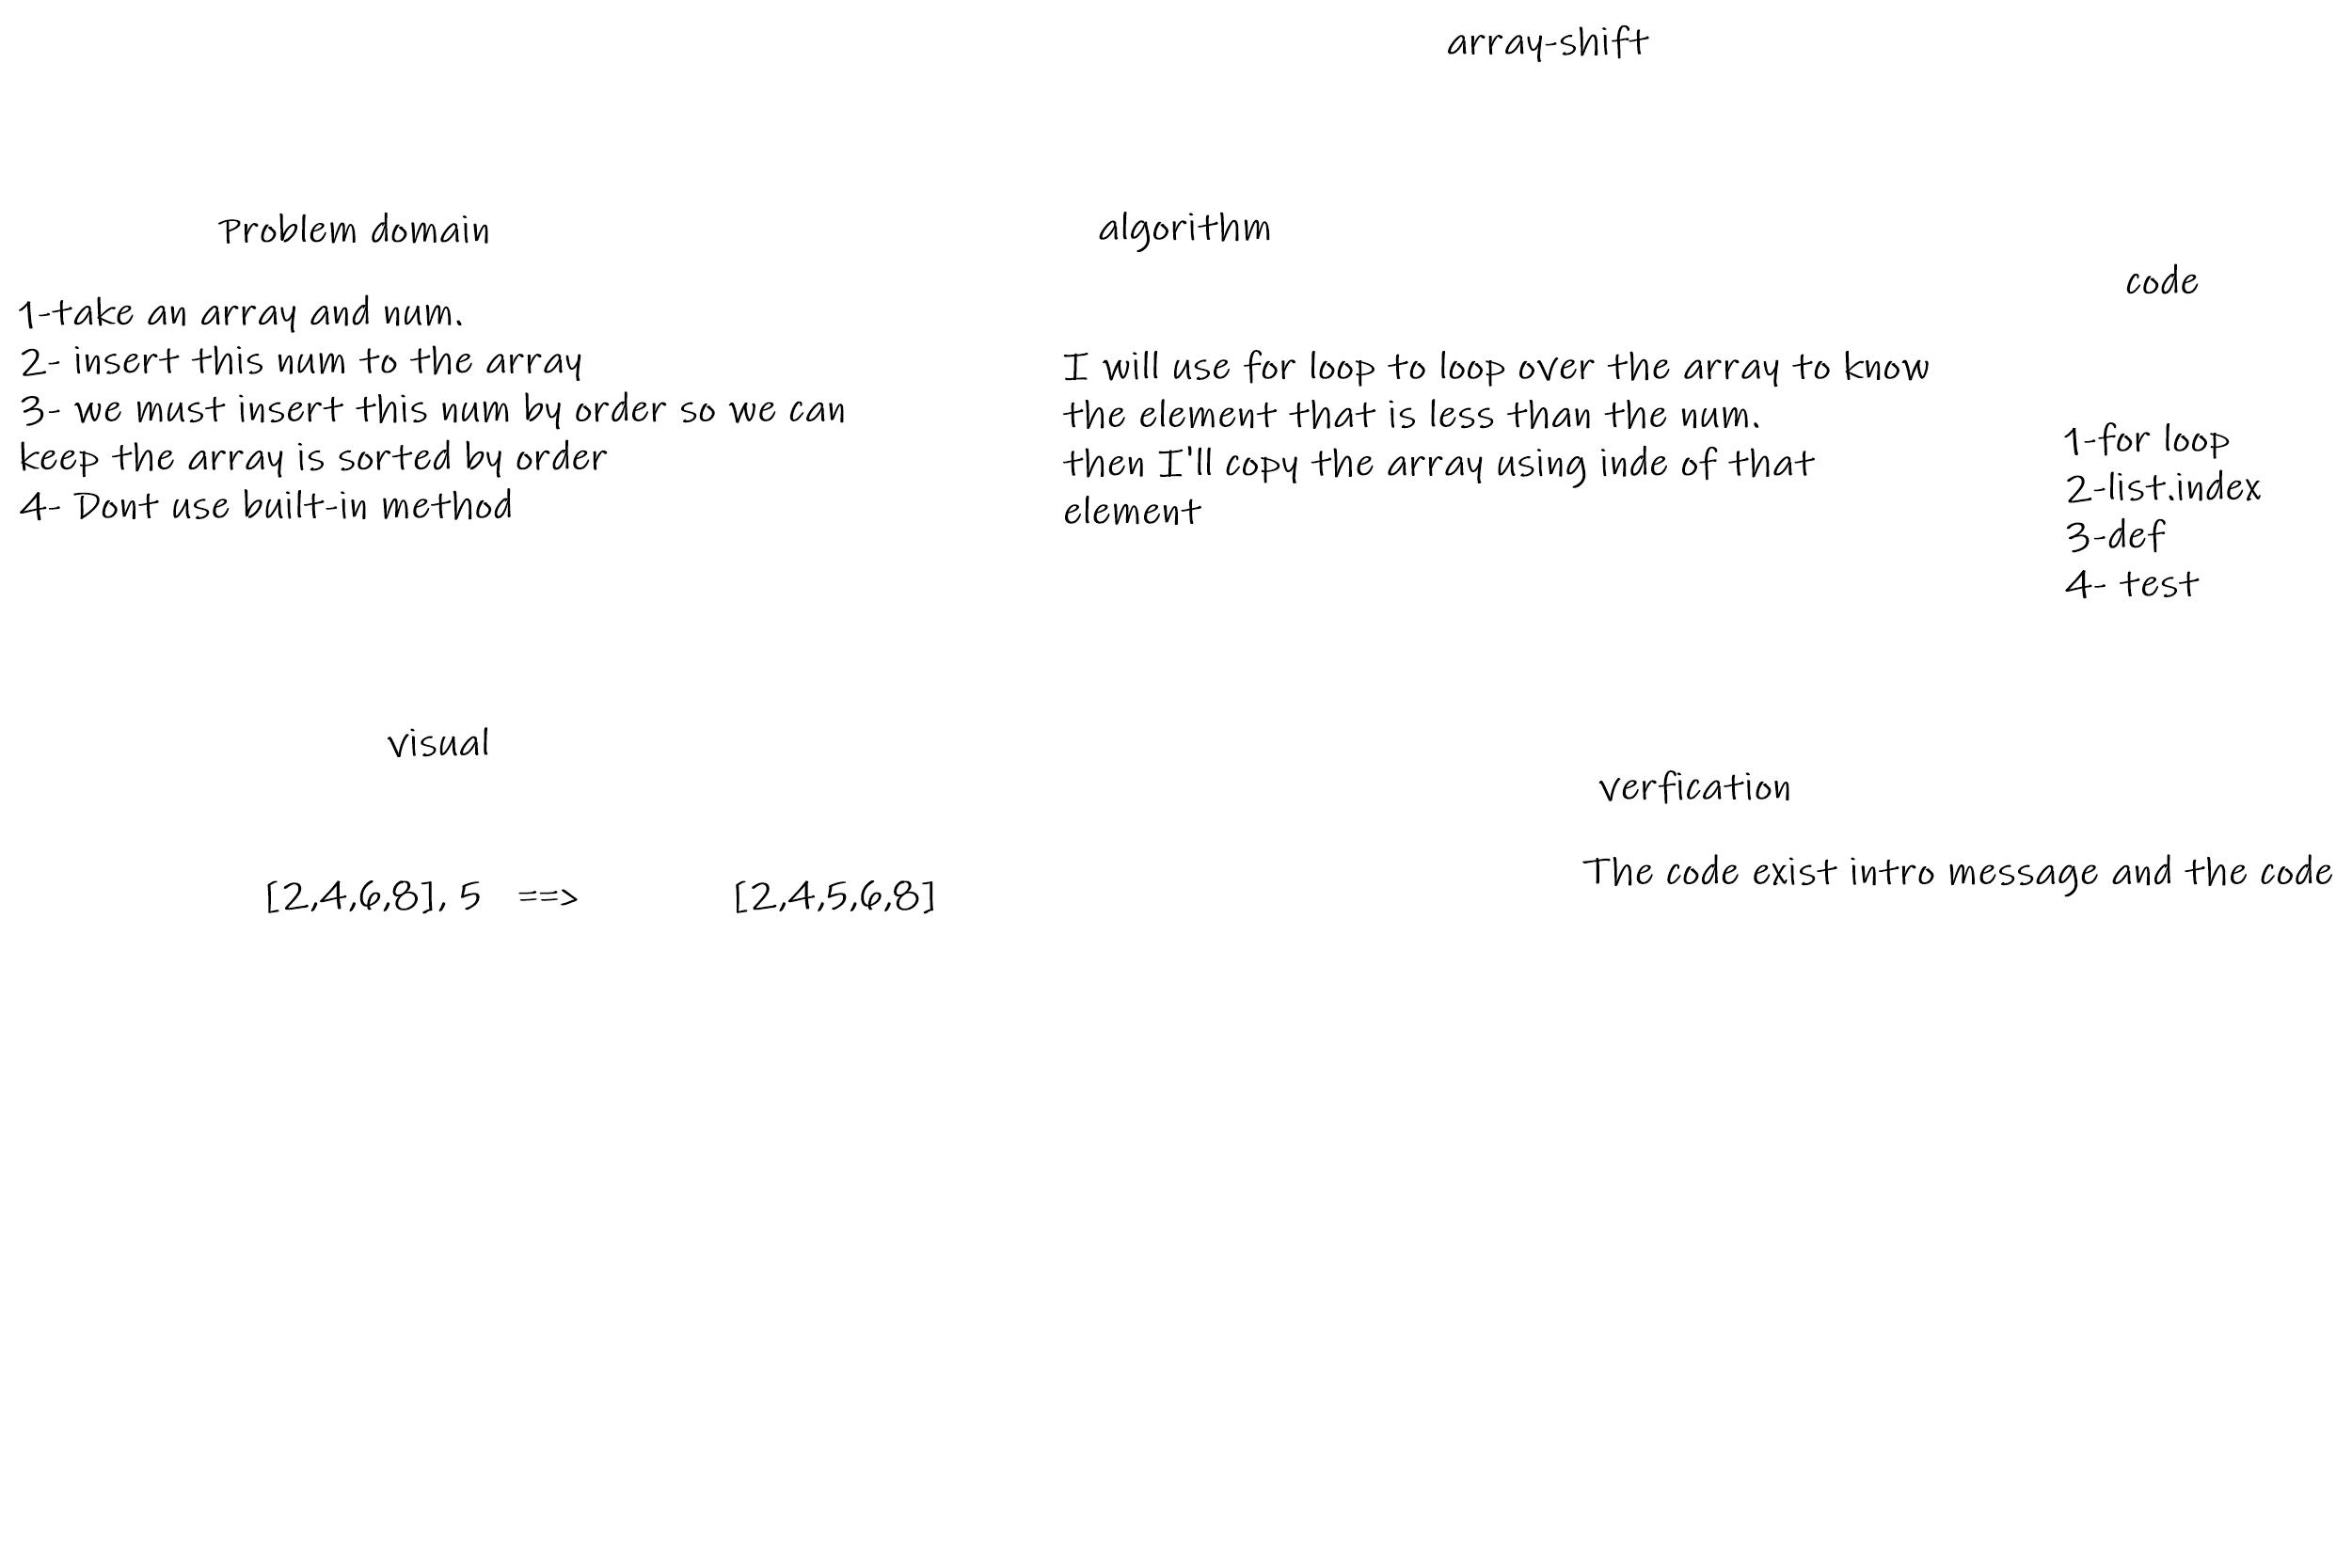 array-shift
Problem domain
1-take an array and num.
2- insert this num to the array
3- we must insert this num by order so we can
keep the array is sorted by order
4- Dont use built-in method
algorithm
I will use for loop to loop over the array to know
the element that is less than the num.
then I'll copy the array using inde of that
element
code
1-for loop
2-list.index
3-def
4- test
visual
[2,4,6,8], 5 ==> [2,4,5,6,8]
verfication
The code exist intro message and the code